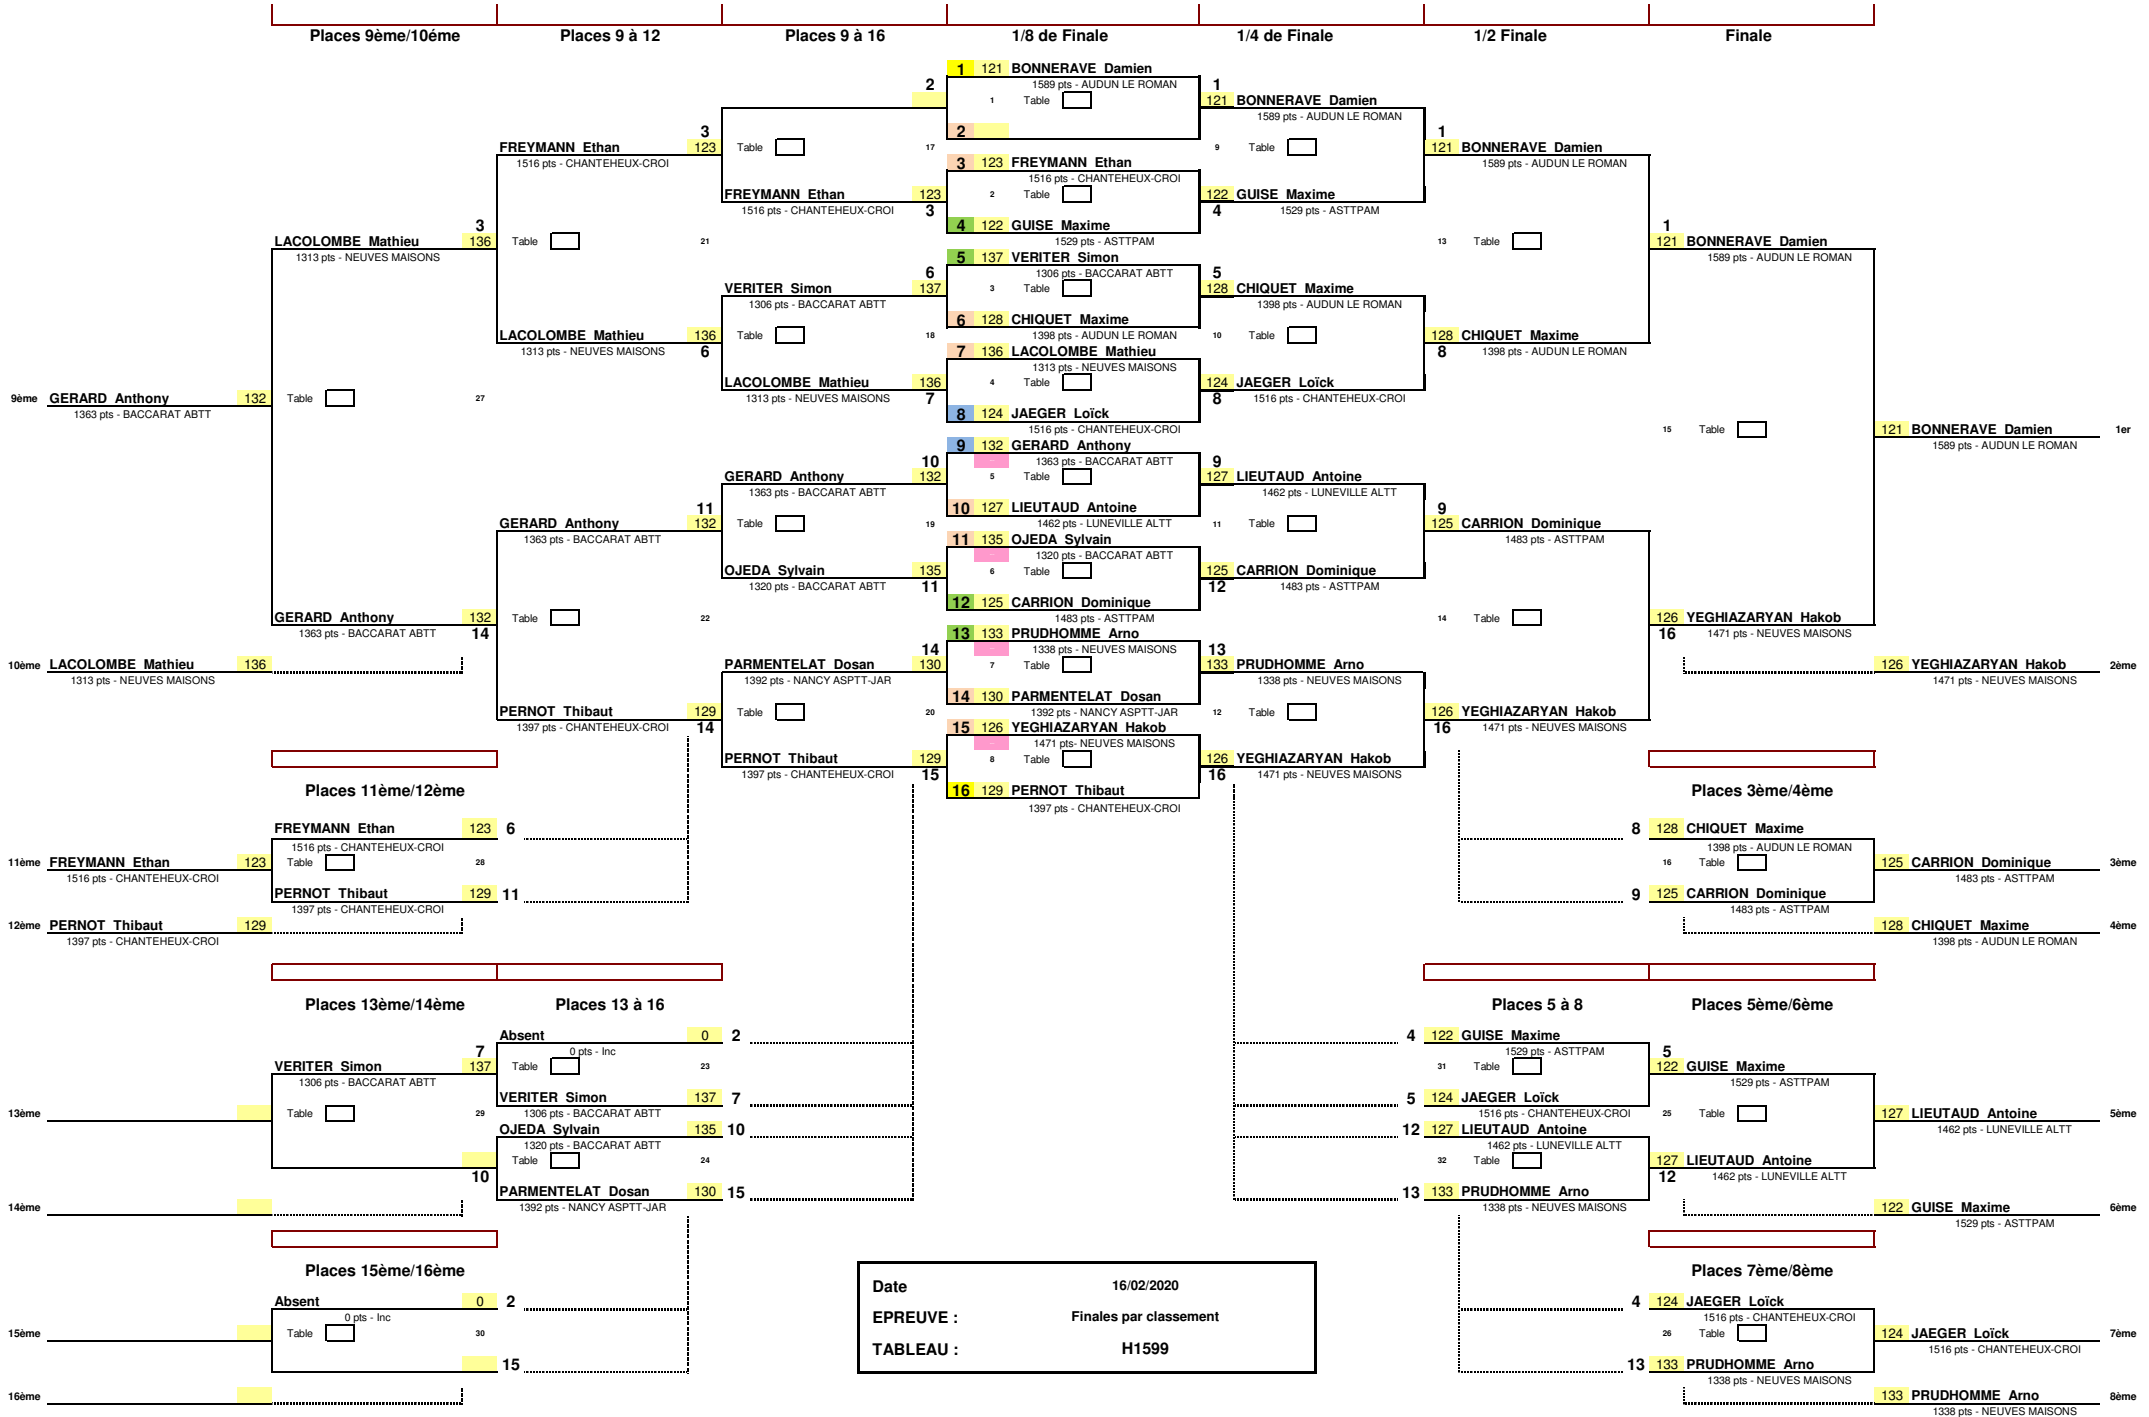 Places 9ème/10éme Places 9 à 12 Places 9 à 16 1/8 de Finale 1/4 de Finale 1/2 Finale Finale
1 121 BONNERAVE Damien
2 1589 pts - AUDUN LE ROMAN 1
1 Table 121 BONNERAVE Damien
1589 pts - AUDUN LE ROMAN
3 2 1
FREYMANN Ethan 123 Table 17 9 Table 121 BONNERAVE Damien
1516 pts - CHANTEHEUX-CROI 3 123 FREYMANN Ethan 1589 pts - AUDUN LE ROMAN
1516 pts - CHANTEHEUX-CROI
FREYMANN Ethan 123 2 Table 122 GUISE Maxime
1516 pts - CHANTEHEUX-CROI 3 4 1529 pts - ASTTPAM
3 4 122 GUISE Maxime 1
LACOLOMBE Mathieu 136 Table 21 1529 pts - ASTTPAM 13 Table 121 BONNERAVE Damien
1313 pts - NEUVES MAISONS 5 137 VERITER Simon 1589 pts - AUDUN LE ROMAN
6 1306 pts - BACCARAT ABTT 5
VERITER Simon 137 3 Table 128 CHIQUET Maxime
1306 pts - BACCARAT ABTT 1398 pts - AUDUN LE ROMAN
6 128 CHIQUET Maxime
LACOLOMBE Mathieu 136 Table 18 1398 pts - AUDUN LE ROMAN 10 Table 128 CHIQUET Maxime
1313 pts - NEUVES MAISONS 6 7 136 LACOLOMBE Mathieu 8 1398 pts - AUDUN LE ROMAN
1313 pts - NEUVES MAISONS
LACOLOMBE Mathieu 136 4 Table 124 JAEGER Loïck
9ème GERARD Anthony 132 Table 27 1313 pts - NEUVES MAISONS 7 8 1516 pts - CHANTEHEUX-CROI
1363 pts - BACCARAT ABTT 8 124 JAEGER Loïck
1516 pts - CHANTEHEUX-CROI 15 Table 121 BONNERAVE Damien 1er
9 132 GERARD Anthony 1589 pts - AUDUN LE ROMAN
10 1363 pts - BACCARAT ABTT 9
GERARD Anthony 132 5 Table 127 LIEUTAUD Antoine
1363 pts - BACCARAT ABTT 1462 pts - LUNEVILLE ALTT
11 10 127 LIEUTAUD Antoine 9
GERARD Anthony 132 Table 19 1462 pts - LUNEVILLE ALTT 11 Table 125 CARRION Dominique
1363 pts - BACCARAT ABTT 11 135 OJEDA Sylvain 1483 pts - ASTTPAM
1320 pts - BACCARAT ABTT
OJEDA Sylvain 135 6 Table 125 CARRION Dominique
1320 pts - BACCARAT ABTT 11 12 1483 pts - ASTTPAM
12 125 CARRION Dominique
GERARD Anthony 132 Table 22 1483 pts - ASTTPAM 14 Table 126 YEGHIAZARYAN Hakob
1363 pts - BACCARAT ABTT 14 13 133 PRUDHOMME Arno 16 1471 pts - NEUVES MAISONS
14 1338 pts - NEUVES MAISONS 13
10ème LACOLOMBE Mathieu 136 PARMENTELAT Dosan 130 7 Table 133 PRUDHOMME Arno 126 YEGHIAZARYAN Hakob 2ème
1313 pts - NEUVES MAISONS 1392 pts - NANCY ASPTT-JAR 1338 pts - NEUVES MAISONS 1471 pts - NEUVES MAISONS
14 130 PARMENTELAT Dosan
PERNOT Thibaut 129 Table 20 1392 pts - NANCY ASPTT-JAR 12 Table 126 YEGHIAZARYAN Hakob
1397 pts - CHANTEHEUX-CROI 14 15 126 YEGHIAZARYAN Hakob 16 1471 pts - NEUVES MAISONS
1471 pts- NEUVES MAISONS
PERNOT Thibaut 129 8 Table 126 YEGHIAZARYAN Hakob
1397 pts - CHANTEHEUX-CROI 15 16 1471 pts - NEUVES MAISONS
Places 11ème/12ème 16 129 PERNOT Thibaut Places 3ème/4ème
1397 pts - CHANTEHEUX-CROI
FREYMANN Ethan 123 6 8 128 CHIQUET Maxime
1516 pts - CHANTEHEUX-CROI 1398 pts - AUDUN LE ROMAN
11ème FREYMANN Ethan 123 Table 28 16 Table 125 CARRION Dominique 3ème
1516 pts - CHANTEHEUX-CROI 1483 pts - ASTTPAM
PERNOT Thibaut 129 11 9 125 CARRION Dominique
1397 pts - CHANTEHEUX-CROI 1483 pts - ASTTPAM
12ème PERNOT Thibaut 129 128 CHIQUET Maxime 4ème
1397 pts - CHANTEHEUX-CROI 1398 pts - AUDUN LE ROMAN
Places 13ème/14ème Places 13 à 16 Places 5 à 8 Places 5ème/6ème
Absent 0 2 4 122 GUISE Maxime
7 0 pts - Inc 1529 pts - ASTTPAM 5
VERITER Simon 137 Table 23 31 Table 122 GUISE Maxime
1306 pts - BACCARAT ABTT 1529 pts - ASTTPAM
VERITER Simon 137 7 5 124 JAEGER Loïck
13ème Table 29 1306 pts - BACCARAT ABTT 1516 pts - CHANTEHEUX-CROI 25 Table 127 LIEUTAUD Antoine 5ème
OJEDA Sylvain 135 10 12 127 LIEUTAUD Antoine 1462 pts - LUNEVILLE ALTT
1320 pts - BACCARAT ABTT 1462 pts - LUNEVILLE ALTT
Table 24 32 Table 127 LIEUTAUD Antoine
10 12 1462 pts - LUNEVILLE ALTT
PARMENTELAT Dosan 130 15 13 133 PRUDHOMME Arno
14ème 1392 pts - NANCY ASPTT-JAR 1338 pts - NEUVES MAISONS 122 GUISE Maxime 6ème
1529 pts - ASTTPAM
Places 15ème/16ème Places 7ème/8ème
Date 16/02/2020
Absent 0 2 4 124 JAEGER Loïck
0 pts - Inc EPREUVE : Finales par classement 1516 pts - CHANTEHEUX-CROI
15ème Table 30 26 Table 124 JAEGER Loïck 7ème
TABLEAU : H1599 1516 pts - CHANTEHEUX-CROI
15 13 133 PRUDHOMME Arno
1338 pts - NEUVES MAISONS
16ème 133 PRUDHOMME Arno 8ème
1338 pts - NEUVES MAISONS